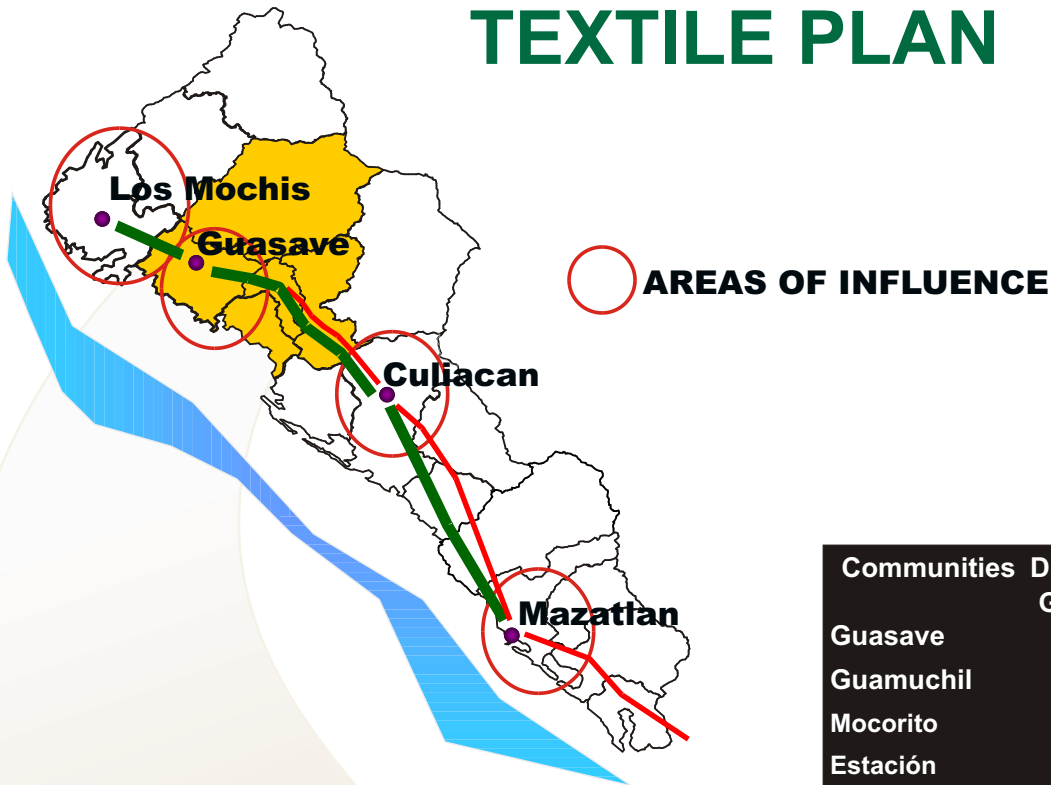 TEXTILE PLAN
Los Mochis
Guasave
AREAS OF INFLUENCE
Culiacan
Mazatlan
Communities D
G
Guasave
Guamuchil
Mocorito
Estación